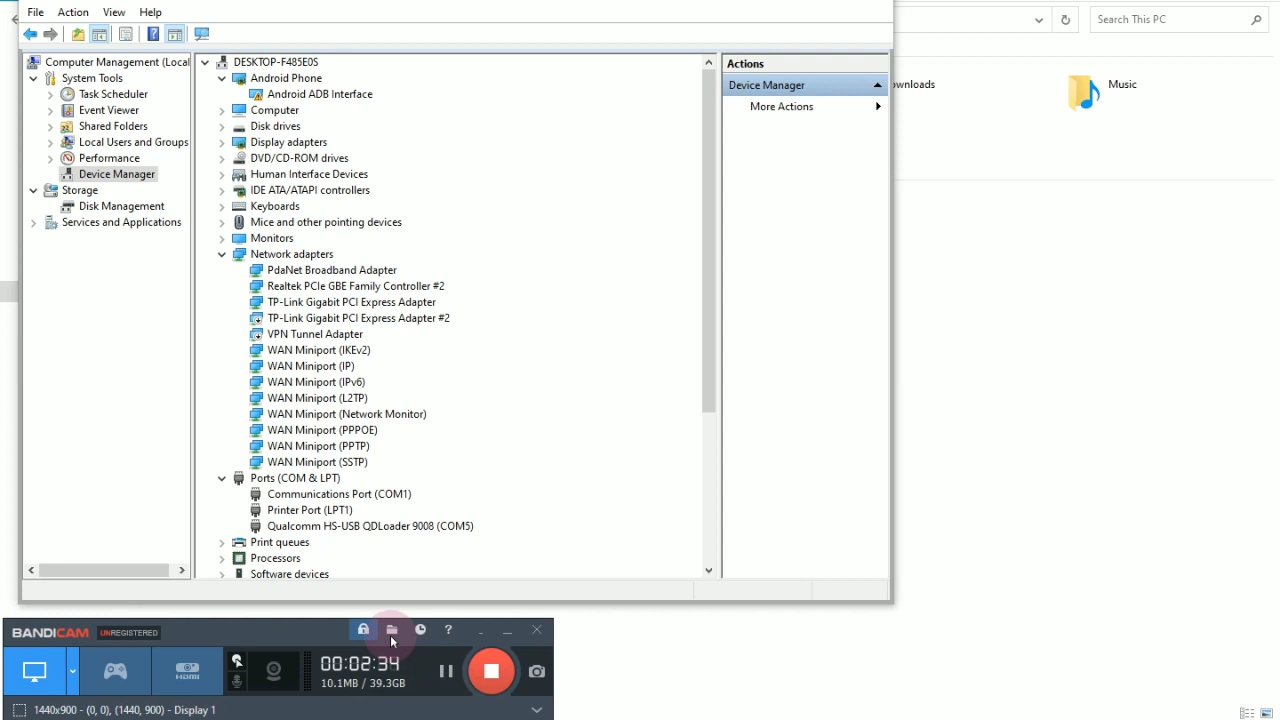 File Action View Help
Search This PC
Computer Management (Local
System Tools
Task Scheduler
Event Viewer
Shared Folders
Local Users and Groups
Performance
Device Manager
Storage
Disk Management
Services and Applications
DESKTOP-F485E0S
Android Phone
Android ADB Interface
Computer
Disk drives
Display adapters
DVD/CD-ROM drives
Human Interface Devices
IDE ATA/ATAPI controllers
Keyboards
Mice and other pointing devices
Monitors
Network adapters
PdaNet Broadband Adapter
Realtek PCIe GBE Family Controller #2
TP-Link Gigabit PCI Express Adapter
TP-Link Gigabit PCI Express Adapter #2
VPN Tunnel Adapter
WAN Miniport (IKEv2)
WAN Miniport (IP)
WAN Miniport (IPv6)
WAN Miniport (L2TP)
WAN Miniport (Network Monitor)
WAN Miniport (PPPOE)
WAN Miniport (PPTP)
WAN Miniport (SSTP)
Ports (COM & LPT)
Communications Port (COM1)
Printer Port (LPT1)
Qualcomm HS-USB QDLoader 9008 (COM5)
Print queues
Processors
Software devices
Actions
Device Manager
More Actions
ownloads
Music
BANDICAM UNREGISTERED
?
HDMI
00:02:34
10.1MB / 39.3GB
1440x900 - (0, 0), (1440, 900) - Display 1